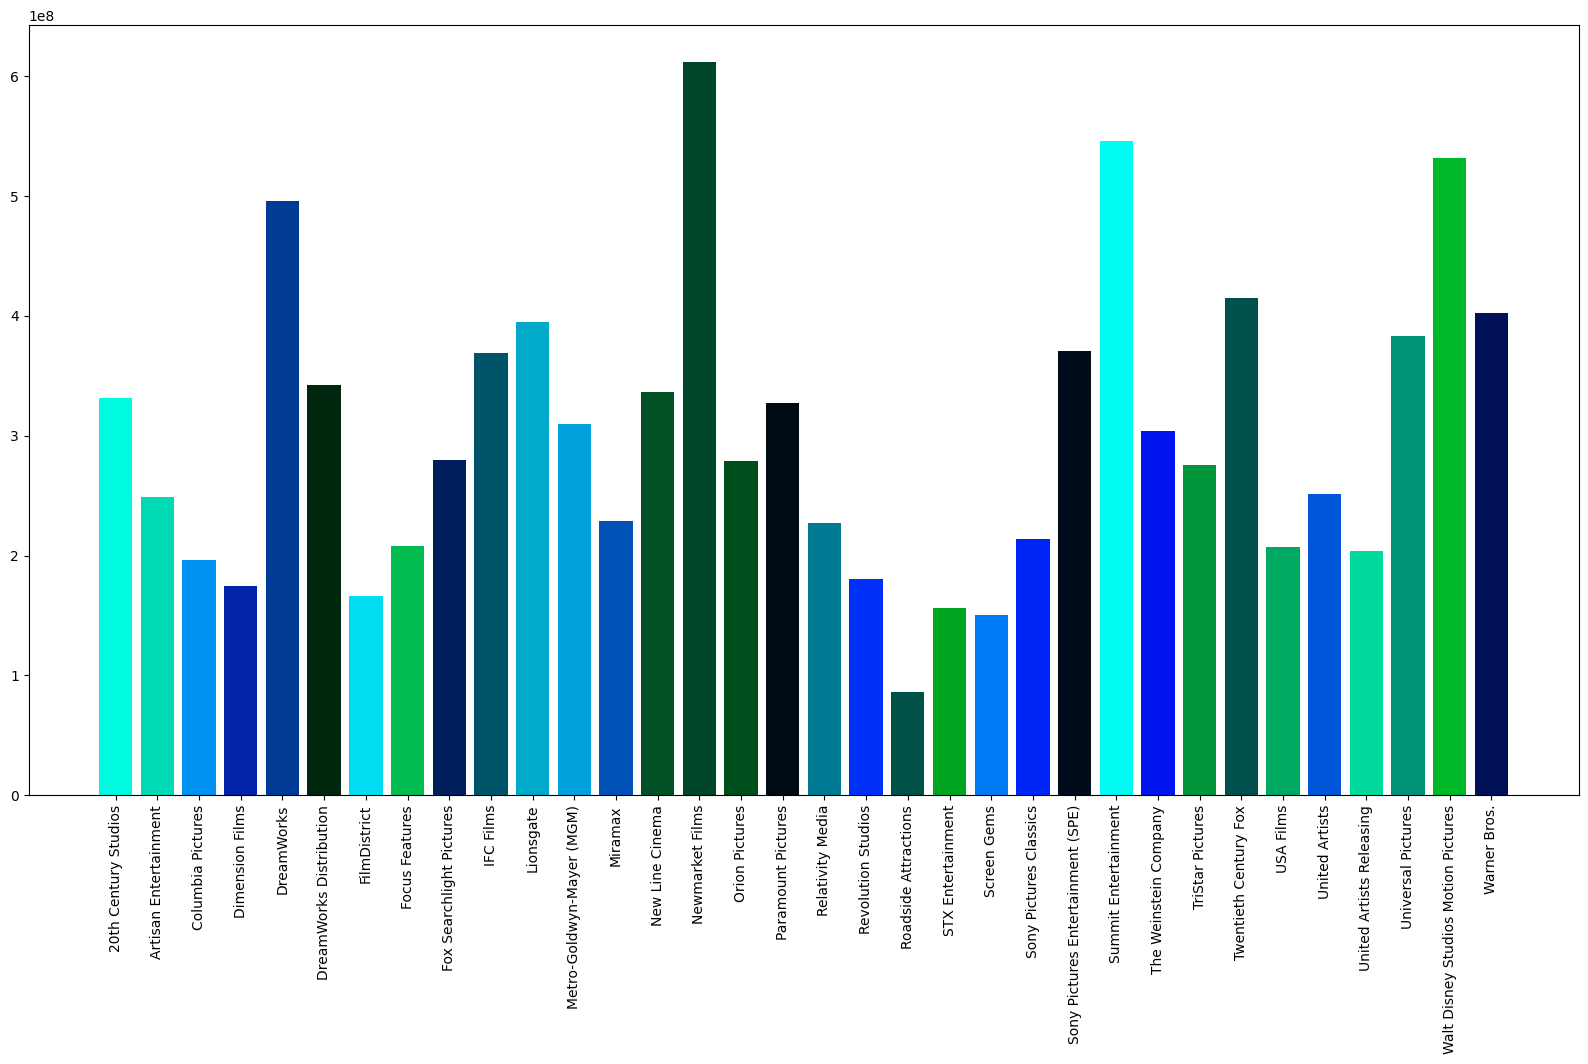 1e8
6
5
4
3
2
1
0
20th Century Studios
Artisan Entertainment
Columbia Pictures
Dimension Films
DreamWorks
DreamWorks Distribution
FilmDistrict
Focus Features
Fox Searchlight Pictures
IFC Films
Lionsgate
Metro-Goldwyn-Mayer (MGM)
Miramax
New Line Cinema
Newmarket Films
Orion Pictures
Paramount Pictures
Relativity Media
Revolution Studios
Roadside Attractions
STX Entertainment
Screen Gems
Sony Pictures Classics
Sony Pictures Entertainment (SPE)
Summit Entertainment
The Weinstein Company
TriStar Pictures
Twentieth Century Fox
USA Films
United Artists
United Artists Releasing
Universal Pictures
Walt Disney Studios Motion Pictures
Warner Bros.